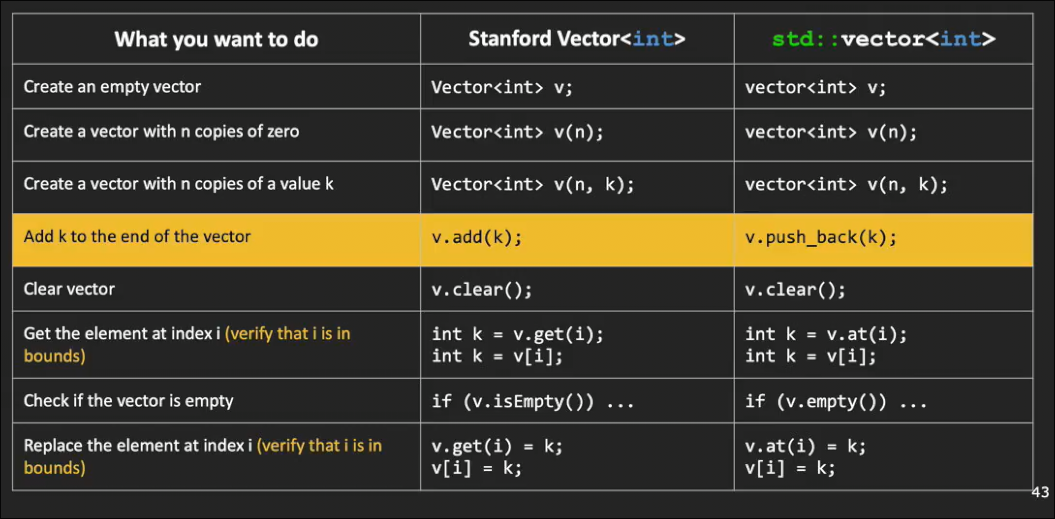 What you want to do
Stanford Vector<int>
std::vector<int>
Create an empty vector
Vector<int> v;
vector<int> v;
Create a vector with n copies of zero
Vector<int> v(n);
vector<int> v(n);
Create a vector with n copies of a value k
Vector<int> v(n, k);
vector<int> v(n, k);
Add k to the end of the vector
v.add(k);
v.push_back(k);
Clear vector
v.clear();
v.clear();
Get the element at index i (verify that i is in
bounds)
int k = v.get(i);
int k = v[i];
int k = v.at(i);
int k = v[i];
Check if the vector is empty
if (v.isEmpty()) ...
if (v.empty()) ...
Replace the element at index i (verify that i is in
bounds)
v.get(i) = k;
v[i] = k;
v.at(i) = k;
v[i] = k;
43